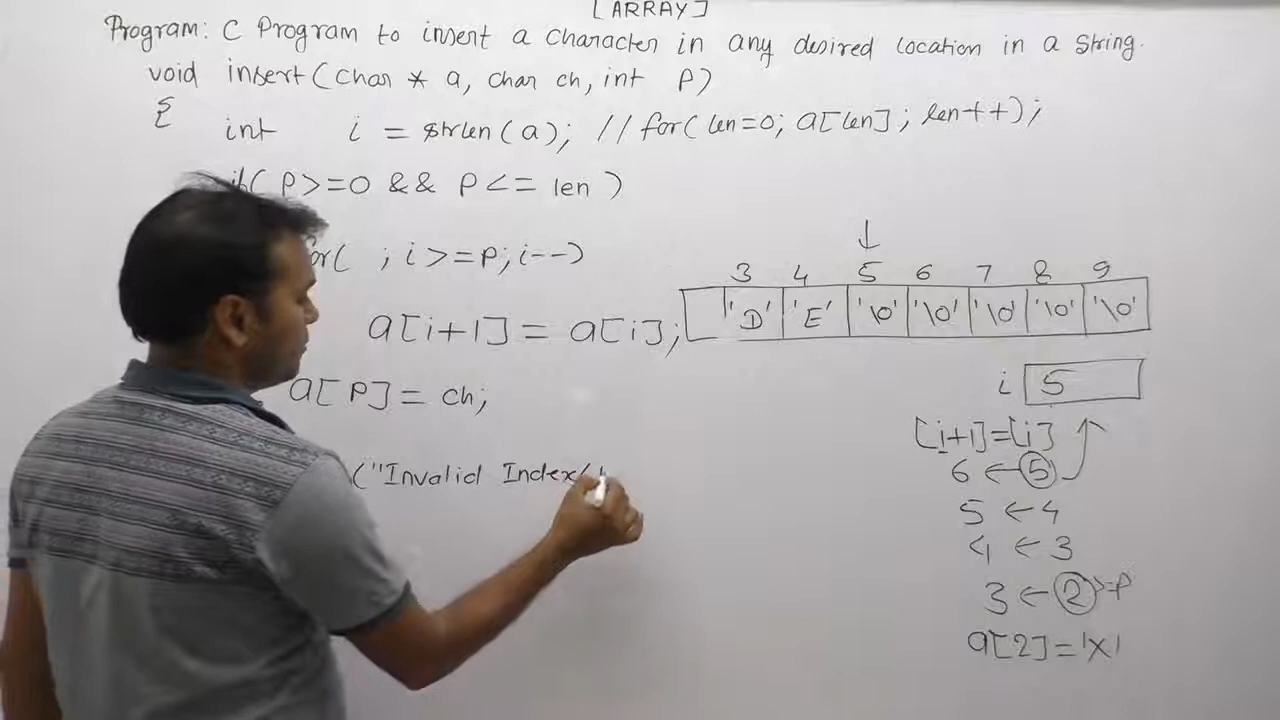 [ARRAY]
Program: C Program to insert a character in any desired location in a string.
void insert(char * a, char ch, int P)
{
int i = strlen(a); // for(len=0; a[len]; len++);
if( P>=0 && P<= len )
for( ; i>=P; i--)
a[i+1] = a[i];
a[P] = ch;
("Invalid Index
3 4 5 6 7 8 9
'D' 'E' '\0' '\0' '\0' '\0' '\0'
i 5
[i+1]=[i]
6 ← 5
5 ← 4
4 ← 3
3 ← 2 >=P
a[2]='X'